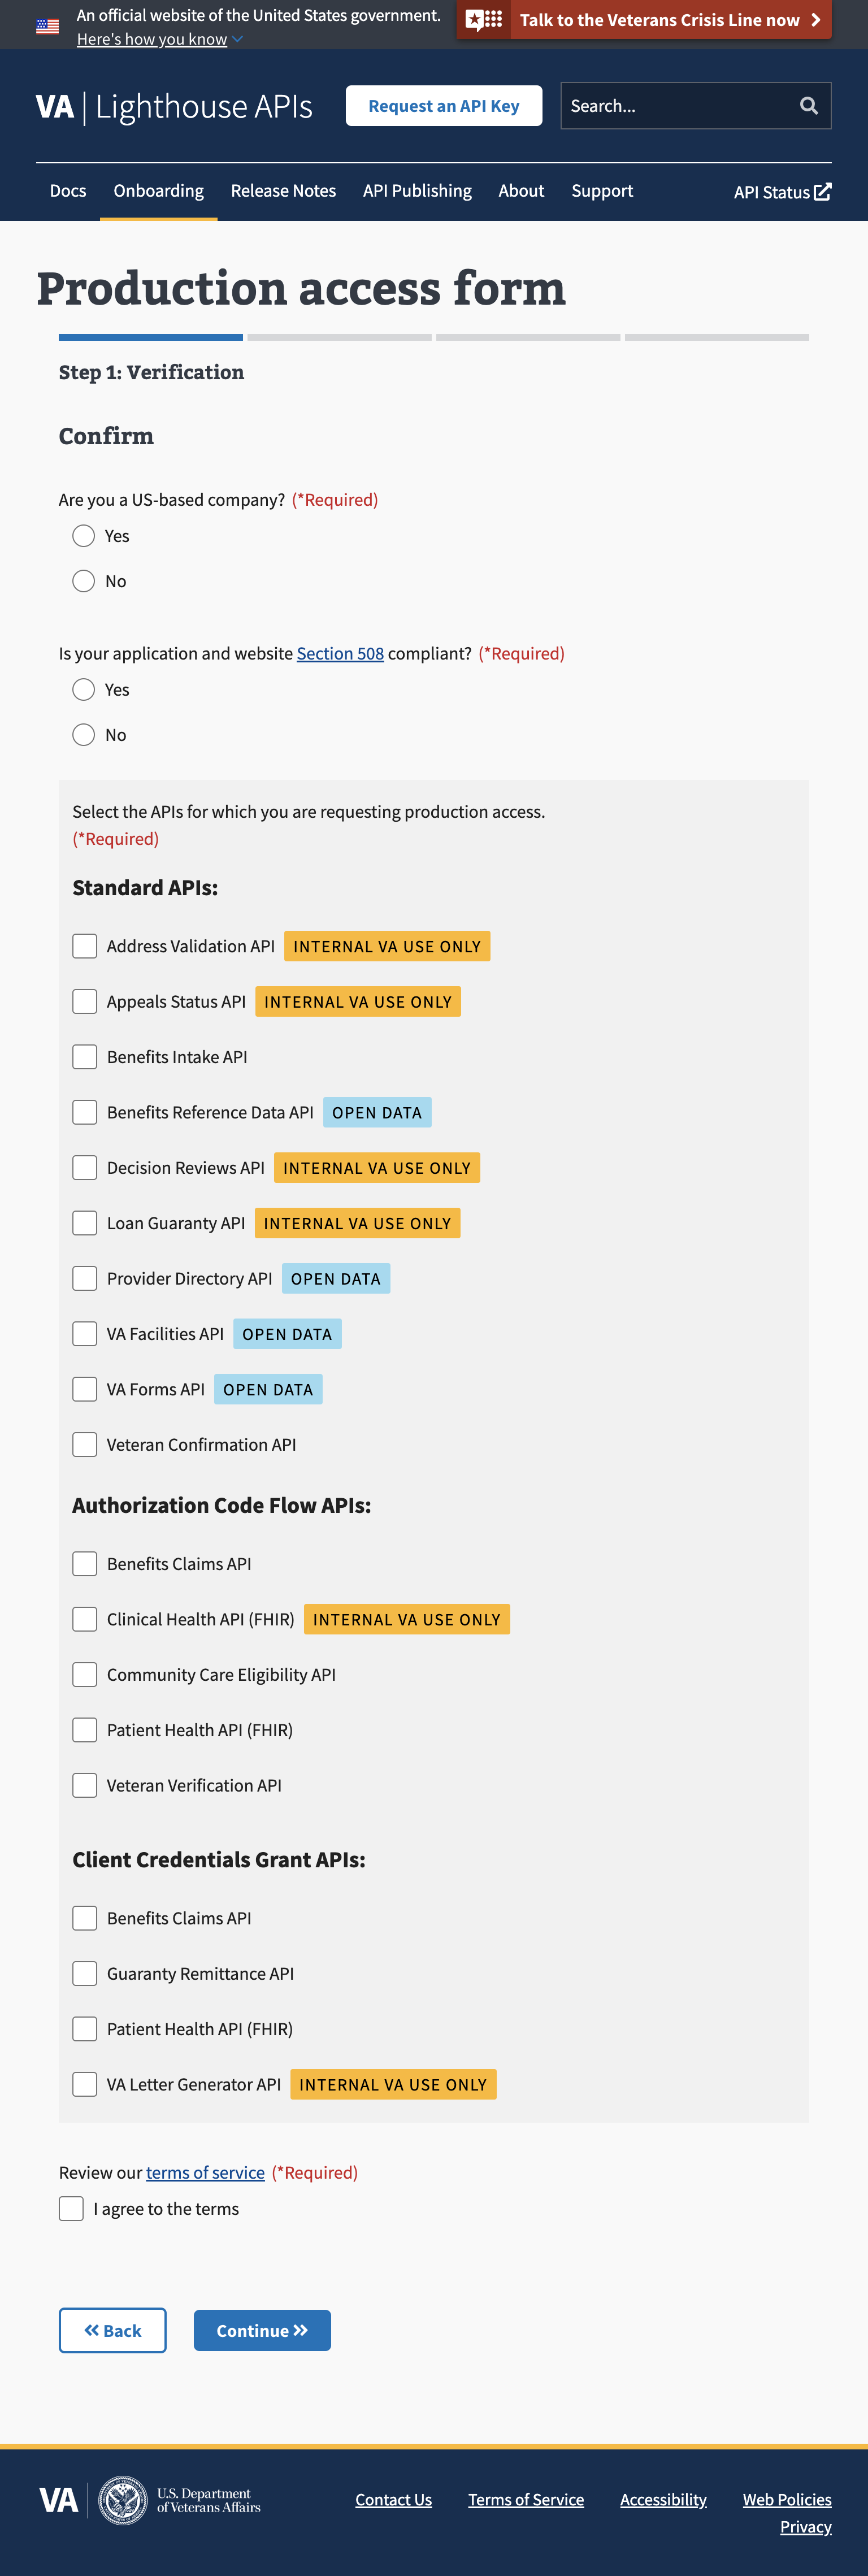 An official website of the United States government.
Here's how you know
Talk to the Veterans Crisis Line now
VA | Lighthouse APIs
Request an API Key
Search...
Docs Onboarding Release Notes API Publishing About Support API Status
Production access form
Step 1: Verification
Confirm
Are you a US-based company? (*Required)
Yes
No
Is your application and website Section 508 compliant? (*Required)
Yes
No
Select the APIs for which you are requesting production access.
(*Required)
Standard APIs:
Address Validation API INTERNAL VA USE ONLY
Appeals Status API INTERNAL VA USE ONLY
Benefits Intake API
Benefits Reference Data API OPEN DATA
Decision Reviews API INTERNAL VA USE ONLY
Loan Guaranty API INTERNAL VA USE ONLY
Provider Directory API OPEN DATA
VA Facilities API OPEN DATA
VA Forms API OPEN DATA
Veteran Confirmation API
Authorization Code Flow APIs:
Benefits Claims API
Clinical Health API (FHIR) INTERNAL VA USE ONLY
Community Care Eligibility API
Patient Health API (FHIR)
Veteran Verification API
Client Credentials Grant APIs:
Benefits Claims API
Guaranty Remittance API
Patient Health API (FHIR)
VA Letter Generator API INTERNAL VA USE ONLY
Review our terms of service (*Required)
I agree to the terms
Back
Continue
VA
U.S. Department
of Veterans Affairs
Contact Us Terms of Service Accessibility Web Policies
Privacy